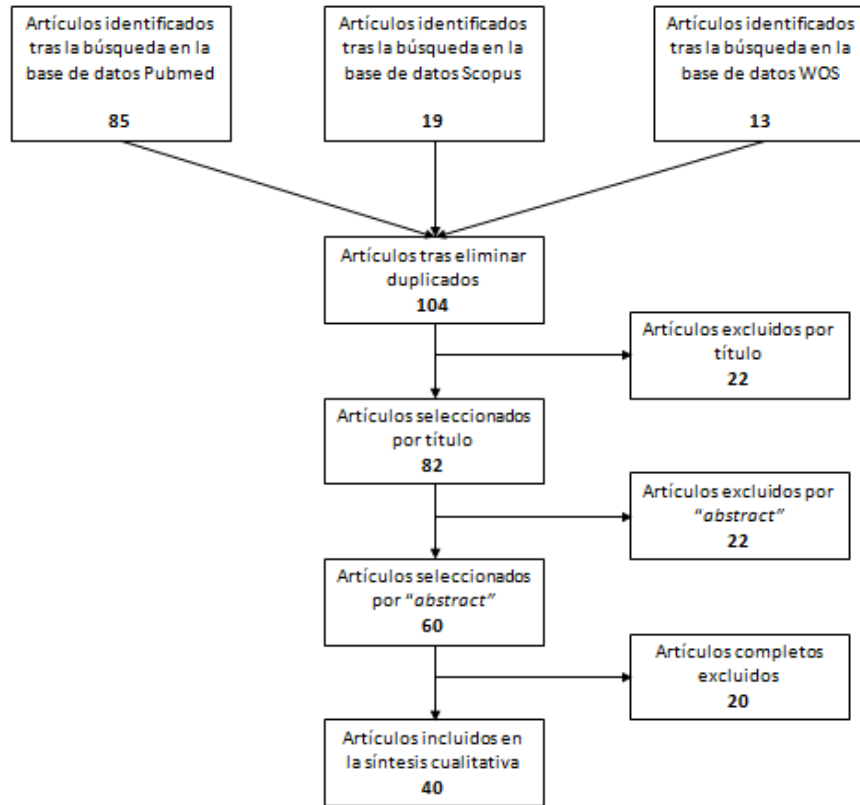 Artículos identificados
tras la búsqueda en la
base de datos Pubmed
85
Artículos identificados
tras la búsqueda en la
base de datos Scopus
19
Artículos identificados
tras la búsqueda en la
base de datos WOS
13
Artículos tras eliminar
duplicados
104
Artículos excluidos por
título
22
Artículos seleccionados
por título
82
Artículos excluidos por
“abstract”
22
Artículos seleccionados
por “abstract”
60
Artículos completos
excluidos
20
Artículos incluidos en
la síntesis cualitativa
40